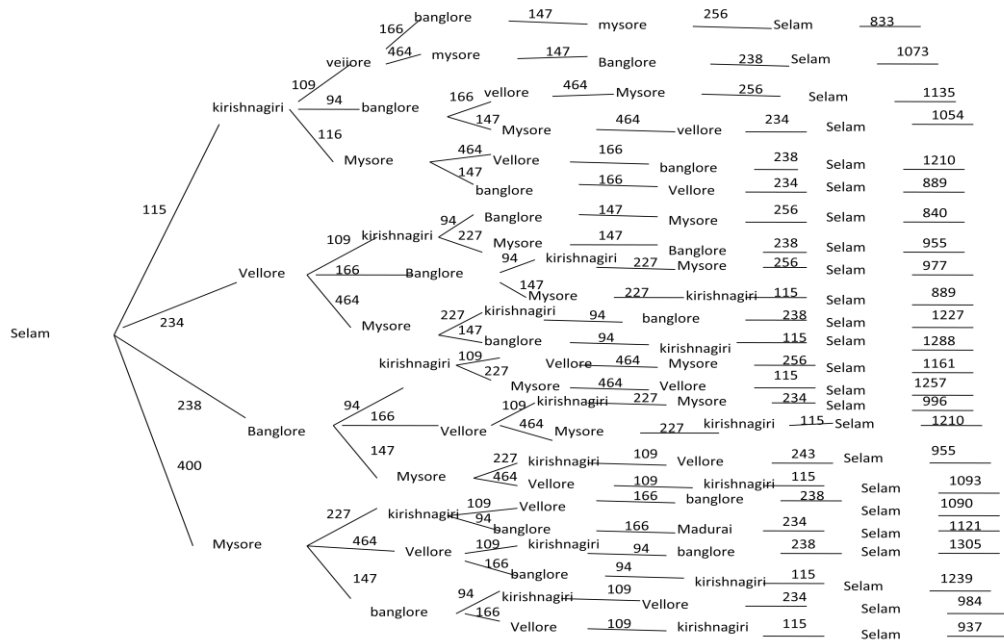 banglore 147 mysore 256 Selam 833
166
veiiore 464 mysore 147 Banglore 238 Selam 1073
109
vellore 464 Mysore 256 Selam 1135
kirishnagiri 94 banglore 166
147 Mysore 464 vellore 234 Selam 1054
116
Mysore 464 Vellore 166 banglore 238 Selam 1210
147 banglore 166 Vellore 234 Selam 889
115
94 Banglore 147 Mysore 256 Selam 840
kirishnagiri
109 227 Mysore 147 Banglore 238 Selam 955
Vellore 166 Banglore 94 kirishnagiri 227 Mysore 256 Selam 977
147 Mysore 227 kirishnagiri 115 Selam 889
464
234 Mysore 227 kirishnagiri 94 banglore 238 Selam 1227
Selam
147 banglore 94 kirishnagiri 115 Selam 1288
kirishnagiri 109 Vellore 464 Mysore 256 Selam 1161
227 Mysore 464 Vellore 115 Selam 1257
238 94
Banglore 166 Vellore 109 kirishnagiri 227 Mysore 234 Selam 996
464 Mysore 227 kirishnagiri 115 Selam 1210
147
400 Mysore 227 kirishnagiri 109 Vellore 243 Selam 955
464 Vellore 109 kirishnagiri 115 Selam 1093
227 kirishnagiri 109 Vellore 166 banglore 238 Selam 1090
94 banglore 166 Madurai 234 Selam 1121
Mysore 464 Vellore 109 kirishnagiri 94 banglore 238 Selam 1305
166 banglore 94 kirishnagiri 115 Selam 1239
147
banglore 94 kirishnagiri 109 Vellore 234 Selam 984
166 Vellore 109 kirishnagiri 115 Selam 937